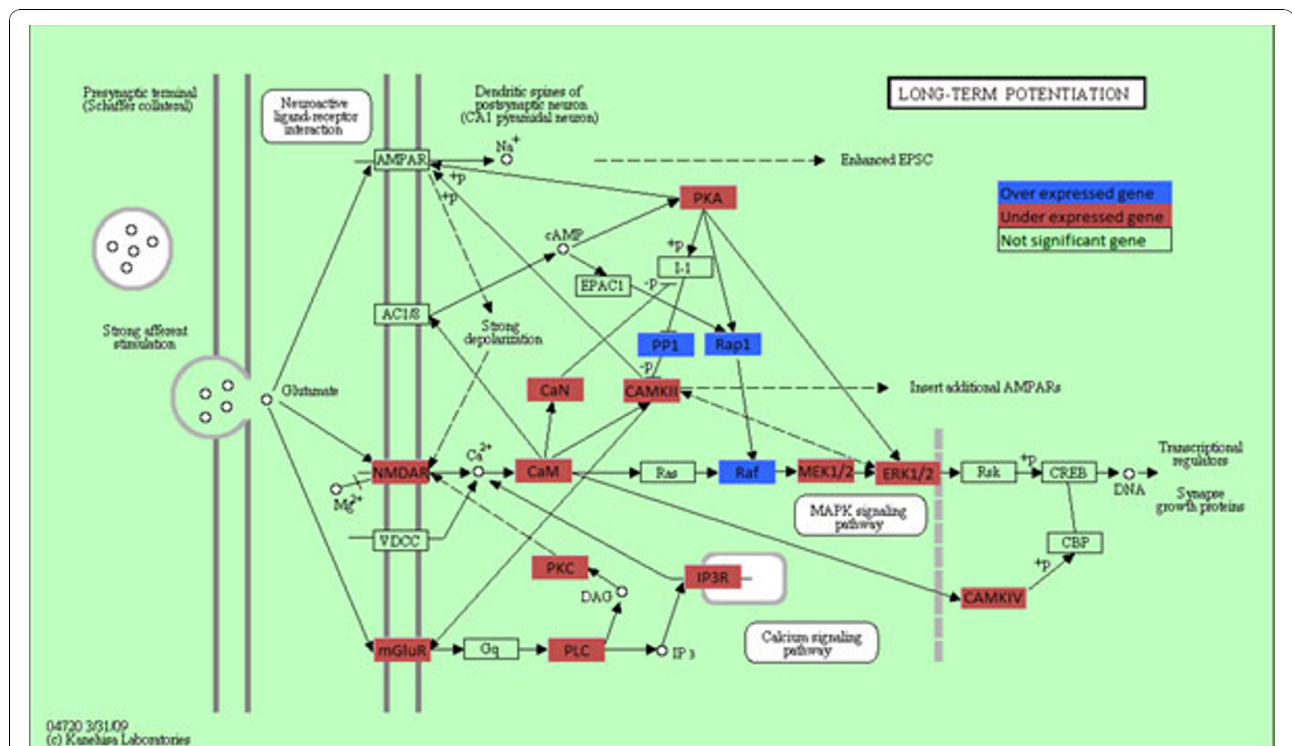 LONG-TERM POTENTIATION
Presynaptic terminal
(Schaffer collateral)
Neuroactive
ligand-receptor
interaction
Dendritic spines of
postsynaptic neuron
(CA1 pyramidal neuron)
AMPAR
Na+
Enhanced EPSC
+p
+p
PKA
Over expressed gene
Under expressed gene
Not significant gene
cAMP
+p
I-1
EPAC1
-p
AC1/8
Strong afferent
stimulation
Strong
depolarization
PP1
Rap1
-p
Glutamate
CaN
CAMKII
Insert additional AMPARs
Ca2+
NMDAR
CaM
Ras
Raf
MEK1/2
ERK1/2
Rsk
+p
CREB
DNA
Transcriptional
regulators
Synapse
growth proteins
Mg2+
MAPK signaling
pathway
VDCC
CBP
+p
PKC
IP3R
DAG
CAMKIV
mGluR
Gq
PLC
IP3
Calcium signaling
pathway
04720 3/31/09
(c) Kanehisa Laboratories